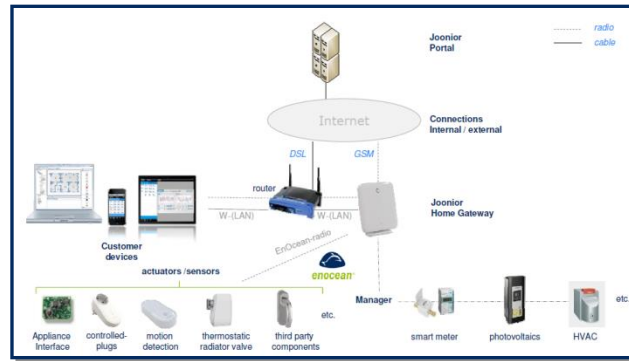 Joonior
Portal
radio
cable
Internet
Connections
Internal / external
DSL
GSM
router
W-(LAN)
W-(LAN)
Joonior
Home Gateway
Customer
devices
EnOcean-radio
actuators /sensors
enocean
Manager
Appliance
Interface
controlled-
plugs
motion
detection
thermostatic
radiator valve
third party
components
etc.
smart meter
photovoltaics
HVAC
etc.